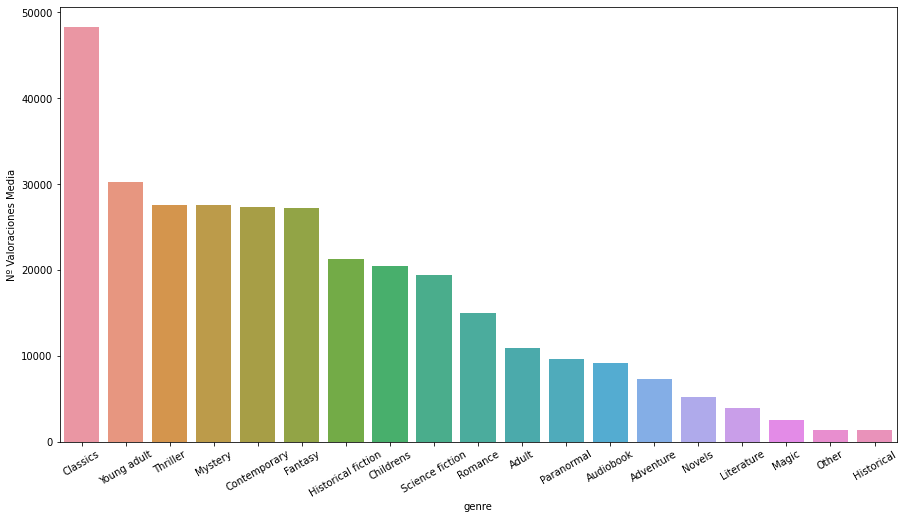 50000
40000
30000
20000
10000
0
Nº Valoraciones Media
Classics
Young adult
Thriller
Mystery
Contemporary
Fantasy
Historical fiction
Childrens
Science fiction
Romance
Adult
Paranormal
Audiobook
Adventure
Novels
Literature
Magic
Other
Historical
genre